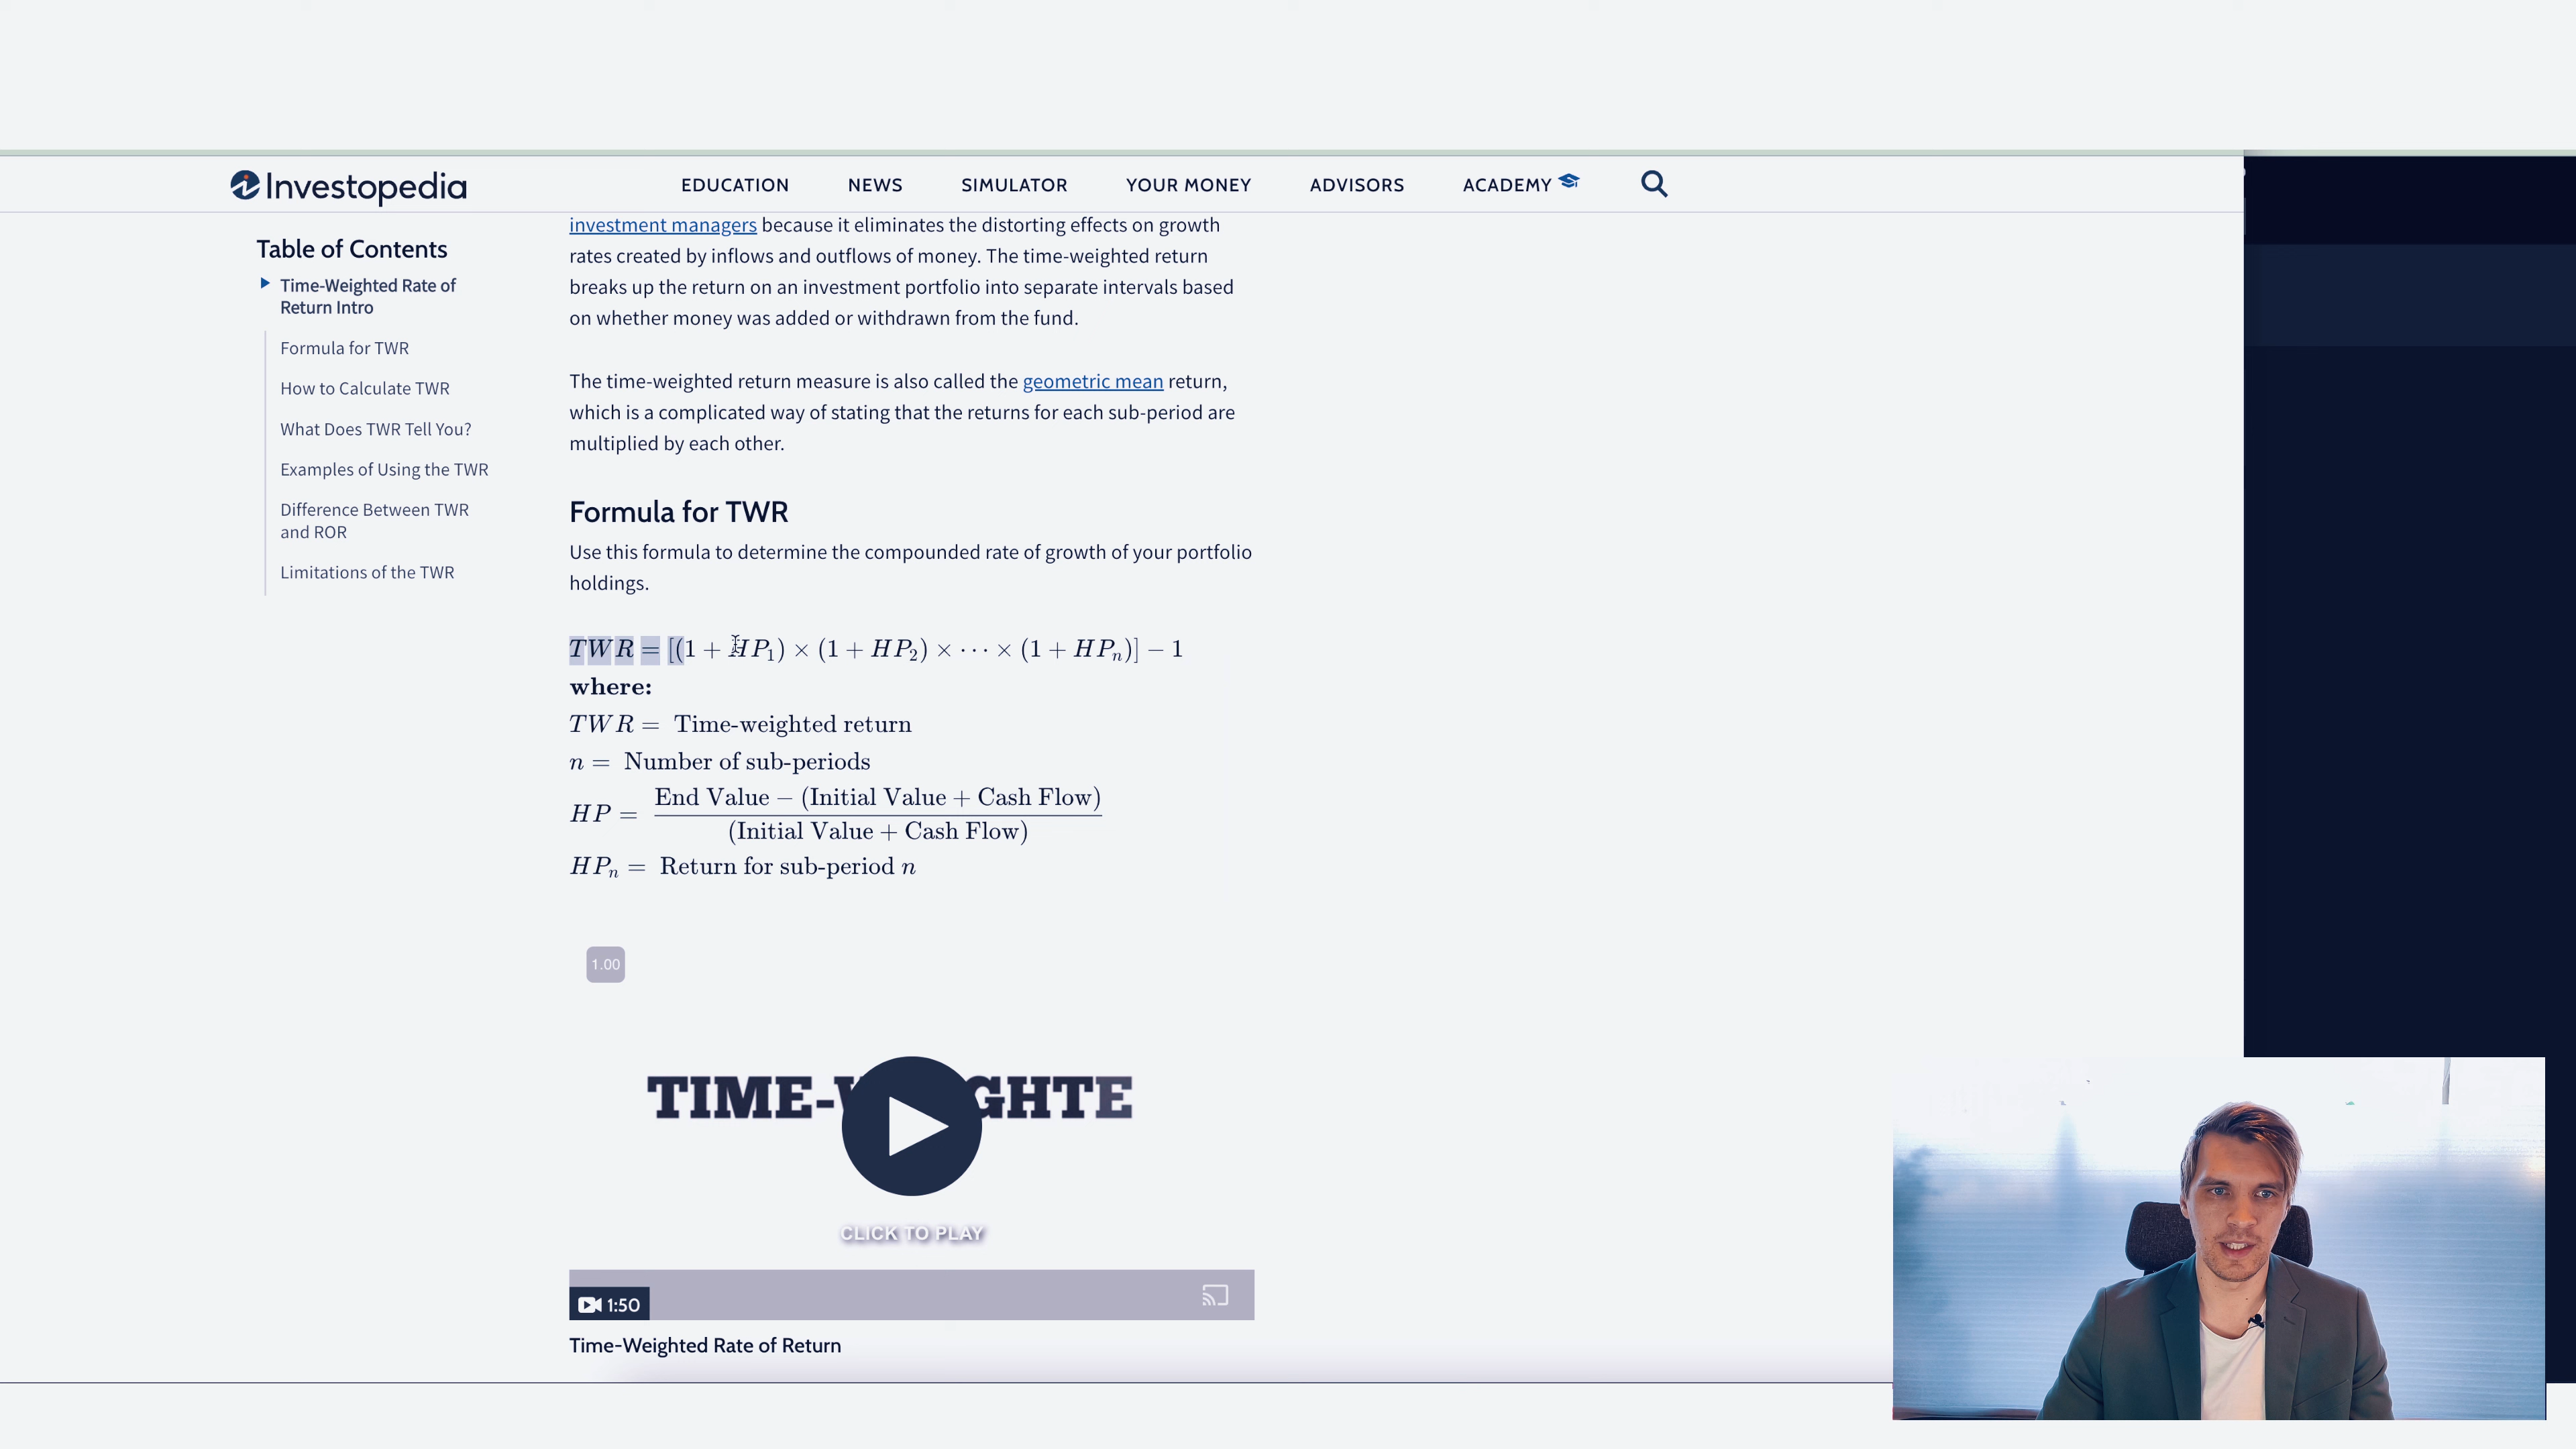 Investopedia
EDUCATION NEWS SIMULATOR YOUR MONEY ADVISORS ACADEMY
Table of Contents
Time-Weighted Rate of
Return Intro
Formula for TWR
How to Calculate TWR
What Does TWR Tell You?
Examples of Using the TWR
Difference Between TWR
and ROR
Limitations of the TWR
investment managers because it eliminates the distorting effects on growth
rates created by inflows and outflows of money. The time-weighted return
breaks up the return on an investment portfolio into separate intervals based
on whether money was added or withdrawn from the fund.
The time-weighted return measure is also called the geometric mean return,
which is a complicated way of stating that the returns for each sub-period are
multiplied by each other.
Formula for TWR
Use this formula to determine the compounded rate of growth of your portfolio
holdings.
TWR = [(1 + HP₁) × (1 + HP₂) × ⋯ × (1 + HPₙ)] − 1
where:
TWR = Time-weighted return
n = Number of sub-periods
HP = End Value − (Initial Value + Cash Flow)
(Initial Value + Cash Flow)
HPₙ = Return for sub-period n
1.00
CLICK TO PLAY
1:50
Time-Weighted Rate of Return